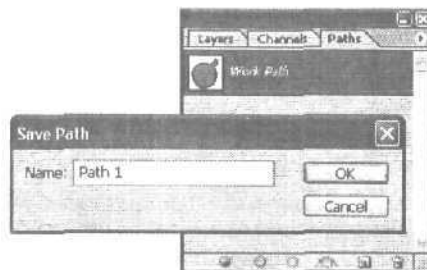 Layers Channels Paths
Work Path
Save Path
Name: Path 1
OK
Cancel